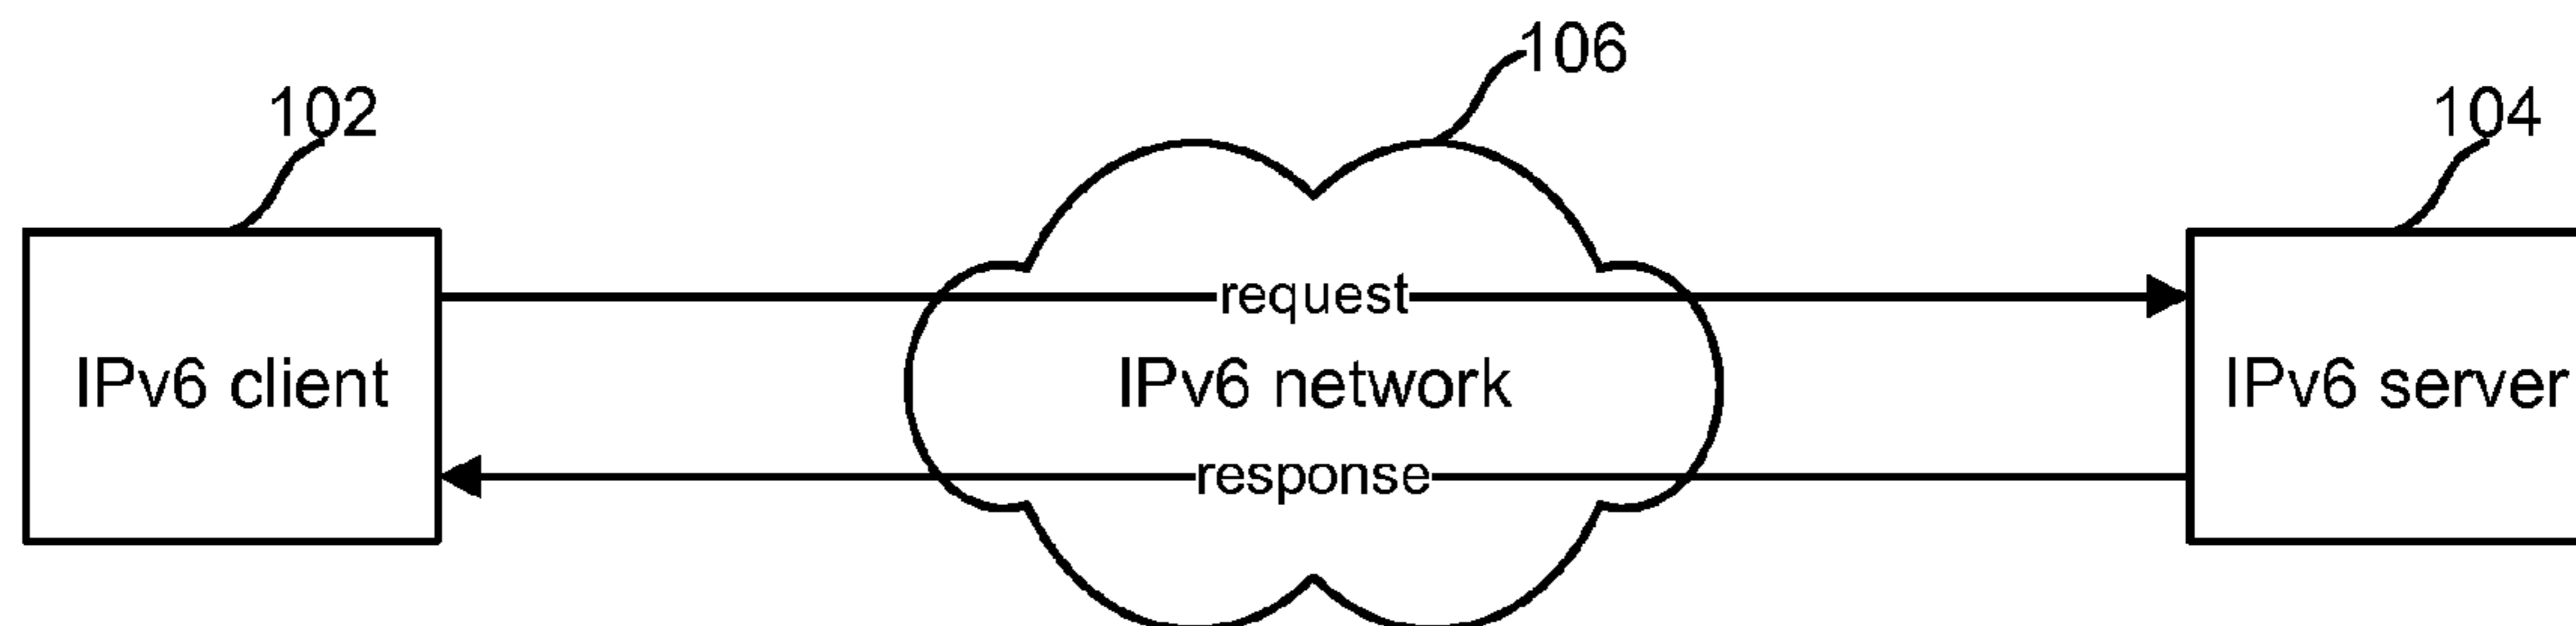 106
102
104
request
IPv6 client
IPv6 network
IPv6 server
response